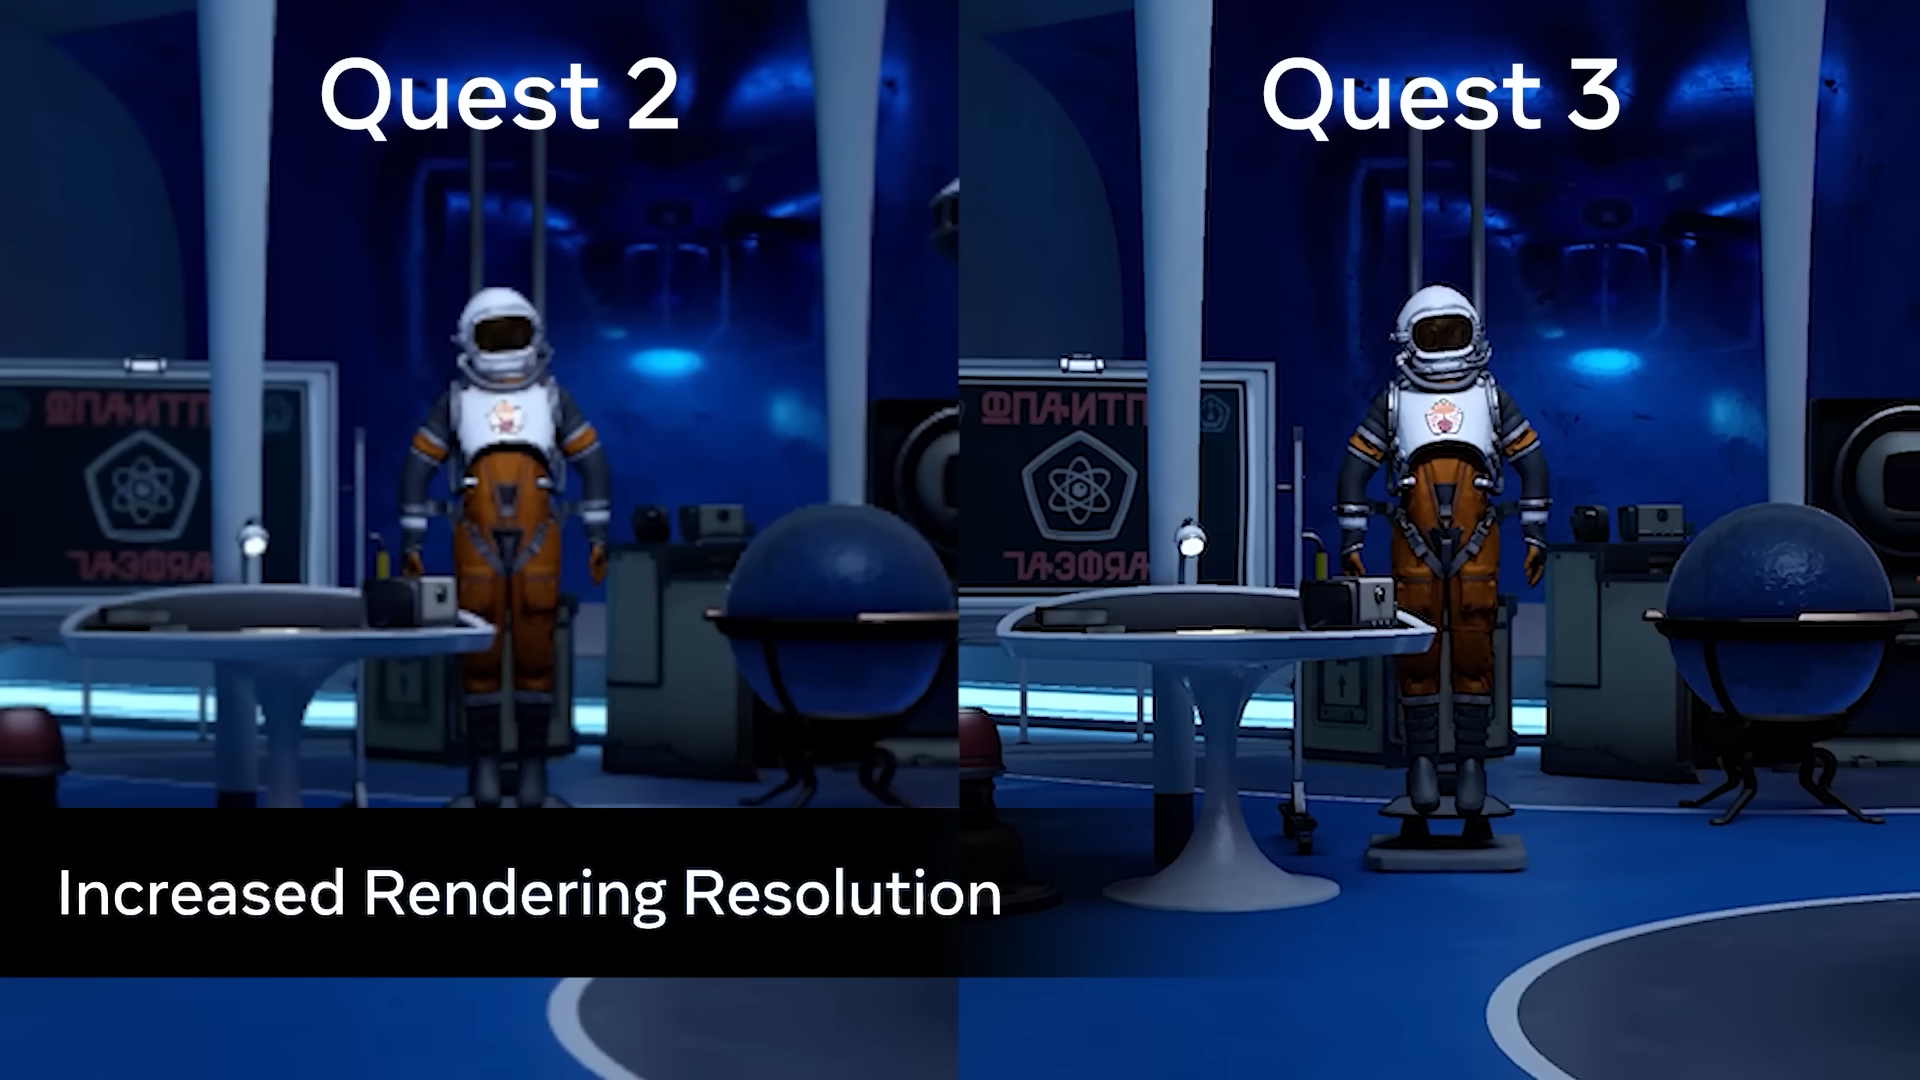 Quest 2
Quest 3
Increased Rendering Resolution